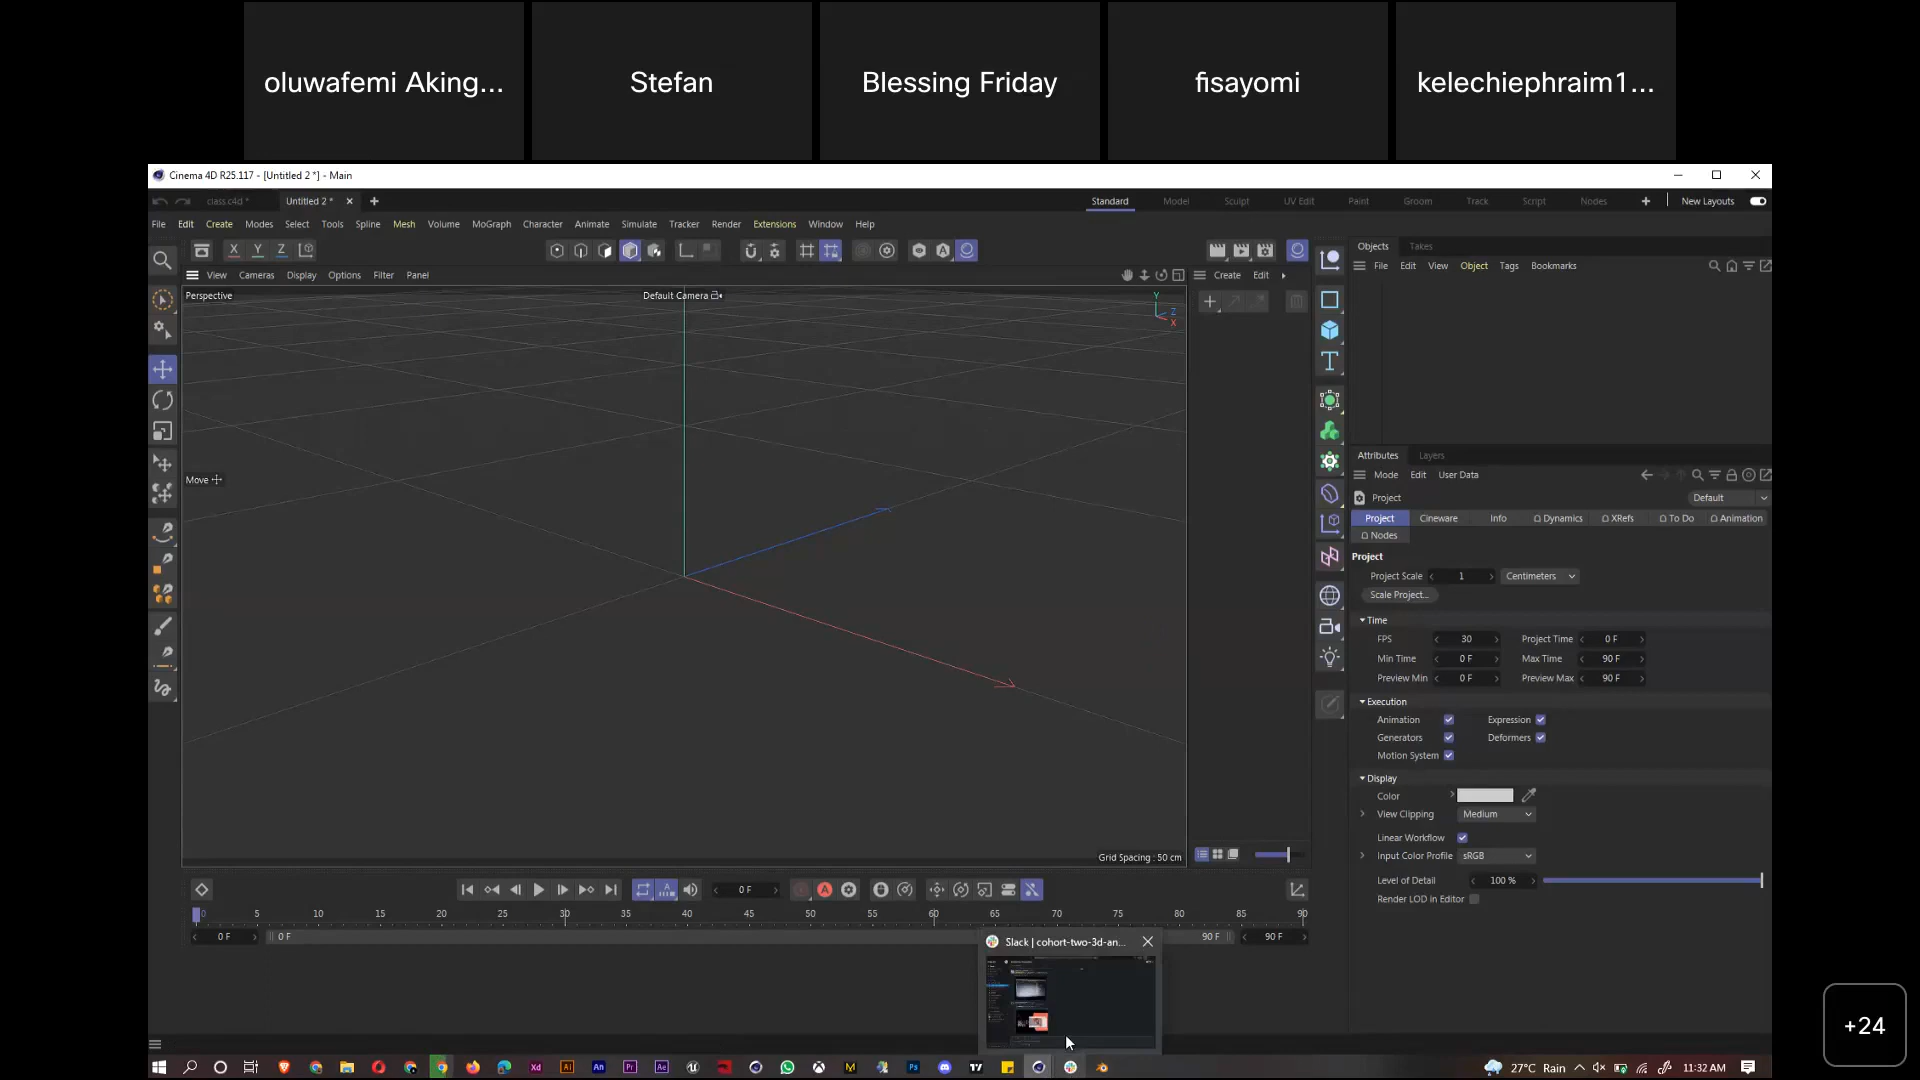 oluwafemi Aking...
Stefan
Blessing Friday
fisayomi
kelechiephraim1...
Cinema 4D R25.117 - [Untitled 2 *] - Main
class.c4d * Untitled 2 * Standard Model Sculpt UV Edit Paint Groom Track Script Nodes New Layouts
File Edit Create Modes Select Tools Spline Mesh Volume MoGraph Character Animate Simulate Tracker Render Extensions Window Help
X Y Z
Objects Takes
File Edit View Object Tags Bookmarks
View Cameras Display Options Filter Panel
Create Edit
Perspective
Default Camera
Y
Z
X
Move
Attributes Layers
Mode Edit User Data
Project Default
Project Cineware Info Dynamics XRefs To Do Animation
Nodes
Project
Project Scale 1 Centimeters
Scale Project...
Time
FPS 30 Project Time 0 F
Min Time 0 F Max Time 90 F
Preview Min 0 F Preview Max 90 F
Execution
Animation Expression
Generators Deformers
Motion System
Display
Color
View Clipping Medium
Linear Workflow
Input Color Profile sRGB
Level of Detail 100 %
Render LOD in Editor
Grid Spacing : 50 cm
0 F
0 5 10 15 20 25 30 35 40 45 50 55 60 65 70 75 80 85 90
0 F 0 F 90 F 90 F
Slack | cohort-two-3d-an...
+24
27°C Rain 11:32 AM